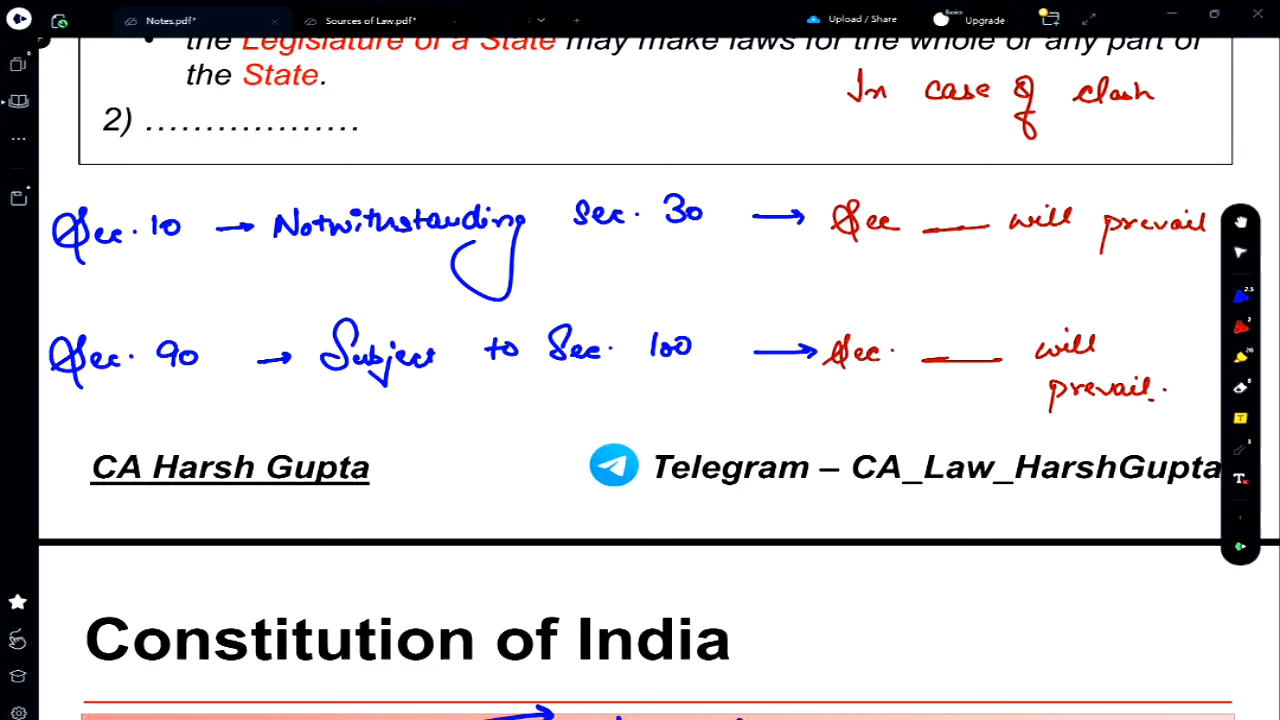 Notes.pdf*
Sources of Law.pdf*
Upload / Share
Basics
Upgrade
the Legislature of a State may make laws for the whole or any part of
the State.
In case of clash
2) ………………
Sec. 10 → Notwithstanding Sec. 30 → Sec ___ will prevail
Sec. 90 → Subject to Sec. 100 → Sec. ___ will
prevail.
CA Harsh Gupta
Telegram – CA_Law_HarshGupta
Constitution of India